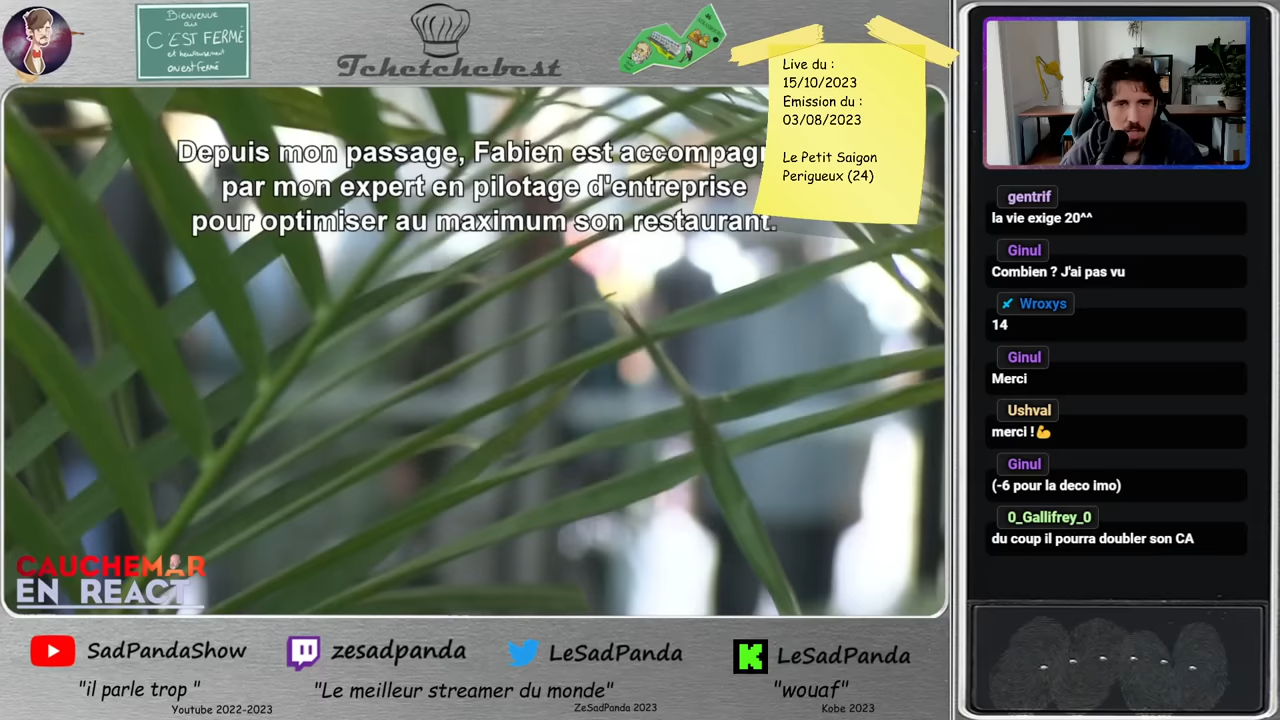 Bienvenue
au
C'EST FERMÉ
et heureusement
ouest fermé
Tchetchebest
Live du :
15/10/2023
Emission du :
03/08/2023
Le Petit Saigon
Perigueux (24)
Depuis mon passage, Fabien est accompagn
par mon expert en pilotage d'entreprise
pour optimiser au maximum son restaurant.
CAUCHEMAR
EN REACT
gentrif
la vie exige 20^^
Ginul
Combien ? J'ai pas vu
Wroxys
14
Ginul
Merci
Ushval
merci !💪
Ginul
(-6 pour la deco imo)
0_Gallifrey_0
du coup il pourra doubler son CA
SadPandaShow
zesadpanda
LeSadPanda
LeSadPanda
"il parle trop "
Youtube 2022-2023
"Le meilleur streamer du monde"
ZeSadPanda 2023
"wouaf"
Kobe 2023